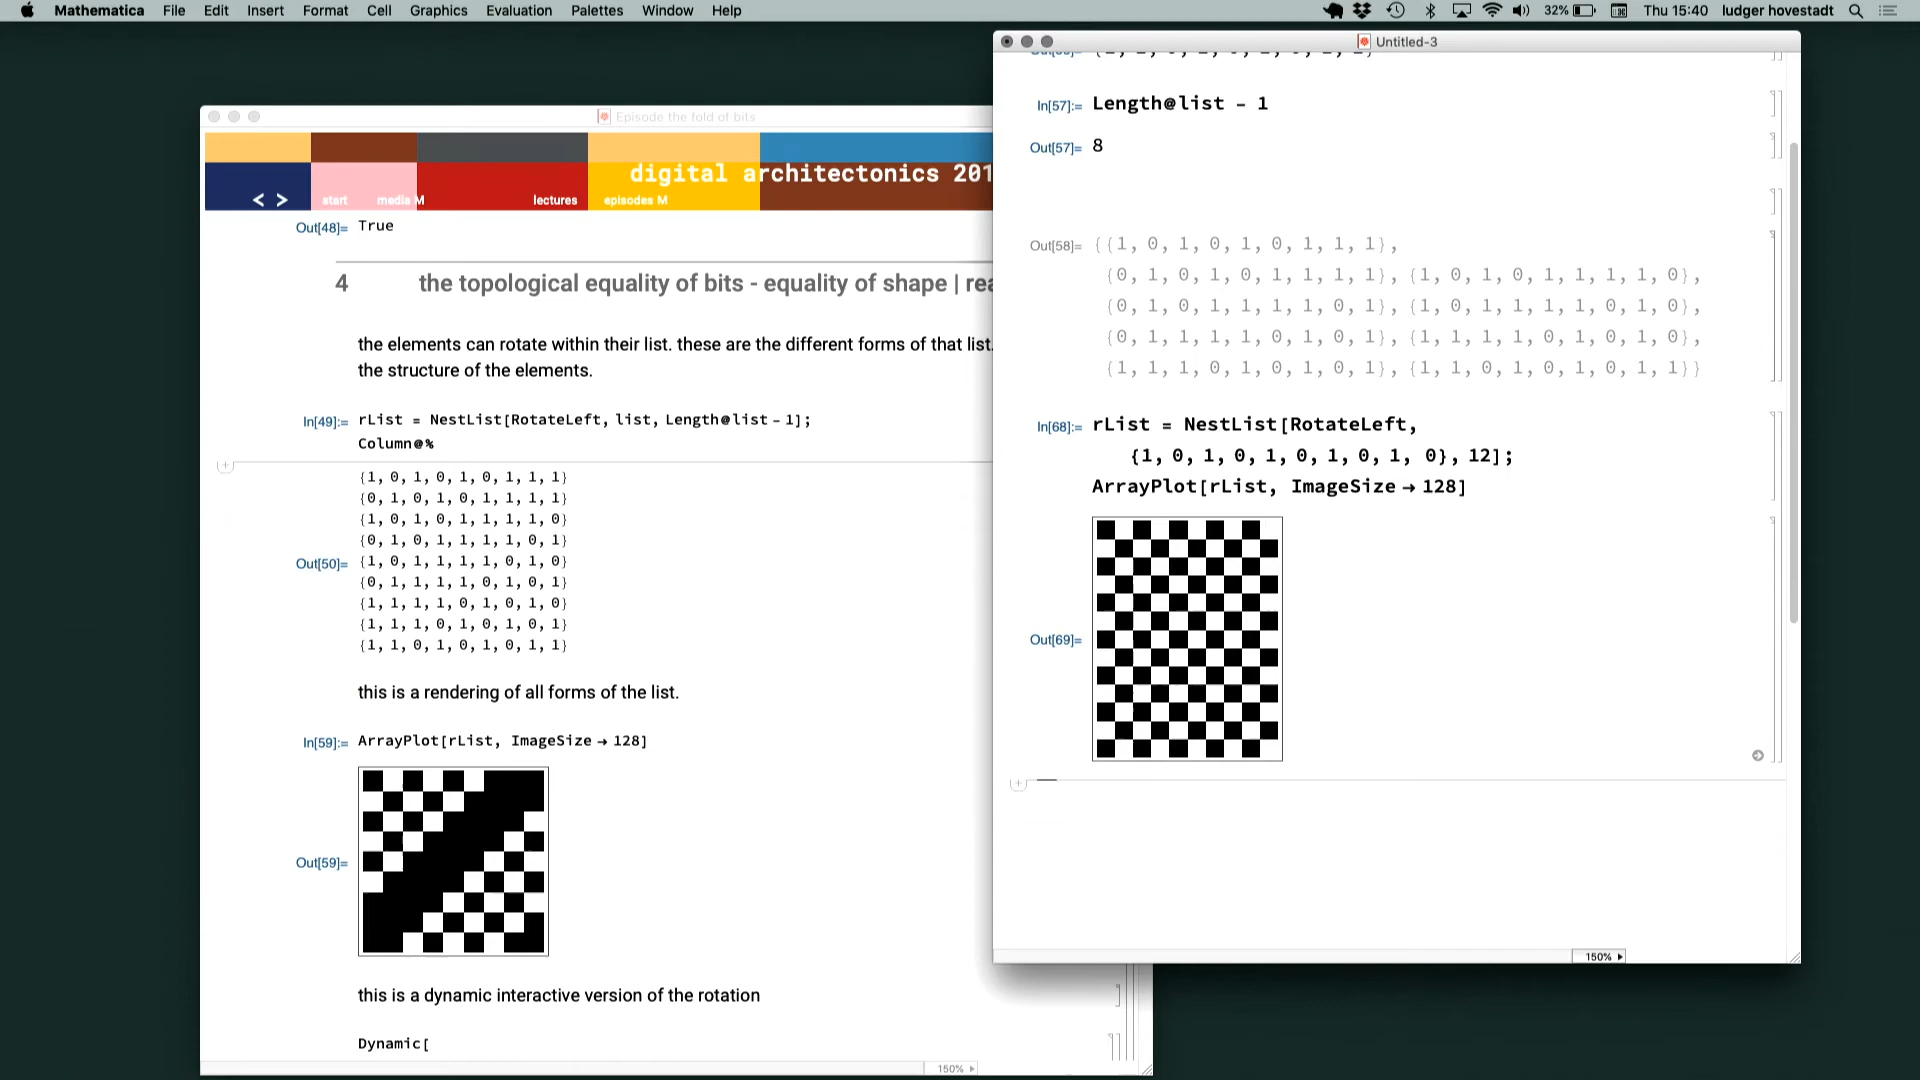 Mathematica File Edit Insert Format Cell Graphics Evaluation Palettes Window Help 32% Thu 15:40 ludger hovestadt
Episode the fold of bits
digital architectonics 201
< > start media M lectures episodes M
Out[48]= True
4 the topological equality of bits - equality of shape | rea
the elements can rotate within their list. these are the different forms of that list.
the structure of the elements.
In[49]:= rList = NestList[RotateLeft, list, Length@list - 1];
Column@%
{1, 0, 1, 0, 1, 0, 1, 1, 1}
{0, 1, 0, 1, 0, 1, 1, 1, 1}
{1, 0, 1, 0, 1, 1, 1, 1, 0}
{0, 1, 0, 1, 1, 1, 1, 0, 1}
Out[50]= {1, 0, 1, 1, 1, 1, 0, 1, 0}
{0, 1, 1, 1, 1, 0, 1, 0, 1}
{1, 1, 1, 1, 0, 1, 0, 1, 0}
{1, 1, 1, 0, 1, 0, 1, 0, 1}
{1, 1, 0, 1, 0, 1, 0, 1, 1}
this is a rendering of all forms of the list.
In[59]:= ArrayPlot[rList, ImageSize → 128]
Out[59]=
this is a dynamic interactive version of the rotation
Dynamic[
150%
Untitled-3
In[57]:= Length@list - 1
Out[57]= 8
Out[58]= {{1, 0, 1, 0, 1, 0, 1, 1, 1},
{0, 1, 0, 1, 0, 1, 1, 1, 1}, {1, 0, 1, 0, 1, 1, 1, 1, 0},
{0, 1, 0, 1, 1, 1, 1, 0, 1}, {1, 0, 1, 1, 1, 1, 0, 1, 0},
{0, 1, 1, 1, 1, 0, 1, 0, 1}, {1, 1, 1, 1, 0, 1, 0, 1, 0},
{1, 1, 1, 0, 1, 0, 1, 0, 1}, {1, 1, 0, 1, 0, 1, 0, 1, 1}}
In[68]:= rList = NestList[RotateLeft,
{1, 0, 1, 0, 1, 0, 1, 0, 1, 0}, 12];
ArrayPlot[rList, ImageSize → 128]
Out[69]=
150%